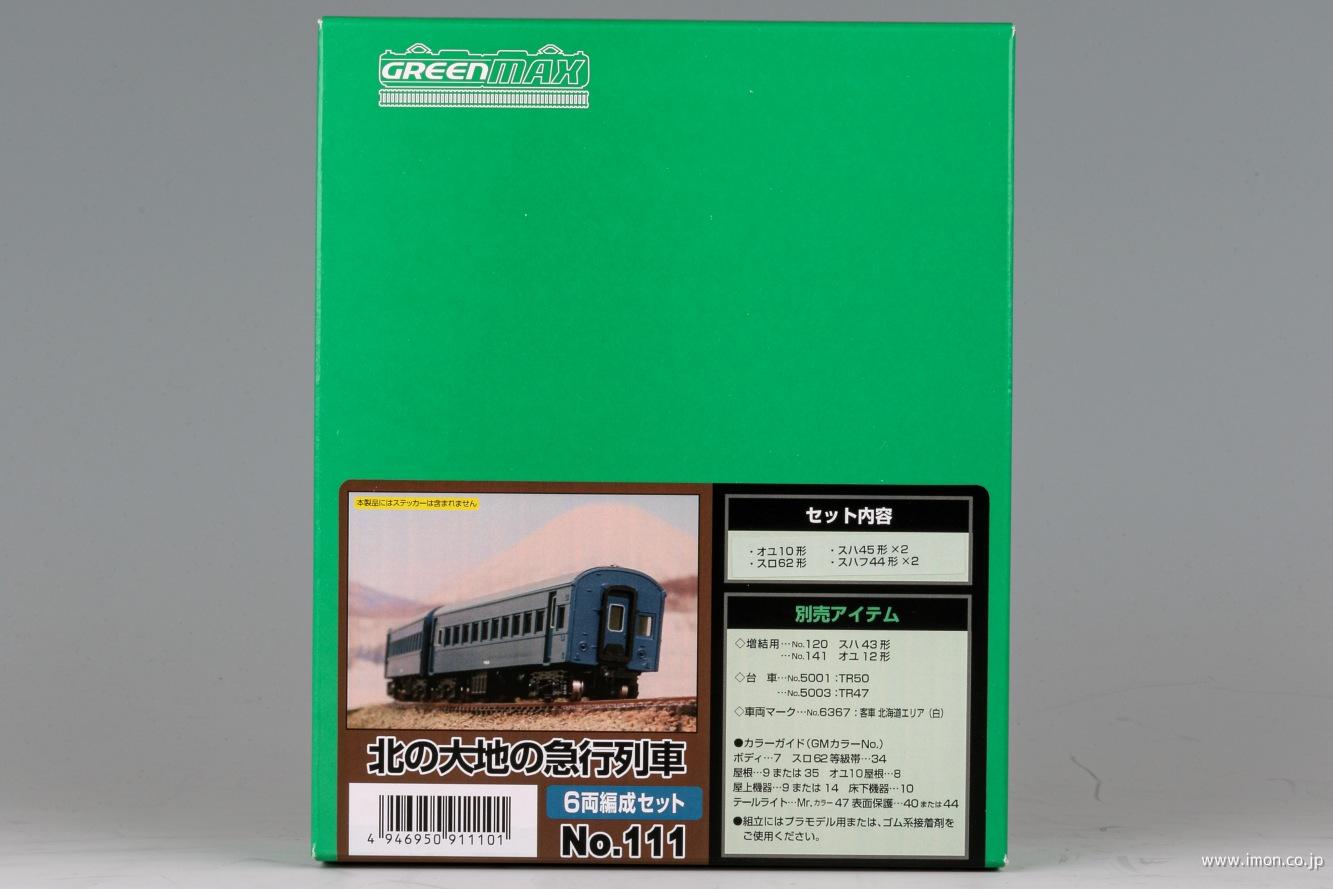 GREENMAX
本製品にはステッカーは含まれません
北の大地の急行列車
6両編成セット
No.111
4 946950 911101
セット内容
・オユ10形 ・スハ45形×2
・スロ62形 ・スハフ44形×2
別売アイテム
◇増結用…No.120 スハ43形
…No.141 オユ12形
◇台 車…No.5001:TR50
…No.5003:TR47
◇車両マーク…No.6367:客車 北海道エリア(白)
●カラーガイド(GMカラーNo.)
ボディ…7 スロ62等級帯…34
屋根…9または35 オユ10屋根…8
屋上機器…9または14 床下機器…10
テールライト…Mr.カラー47 表面保護…40または44
●組立にはプラモデル用または、ゴム系接着剤を
ご使用ください。
www.imon.co.jp